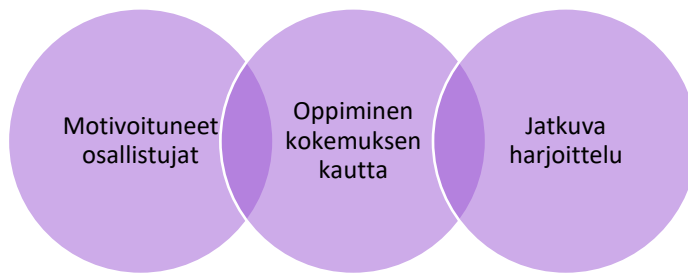 Motivoituneet
osallistujat
Oppiminen
kokemuksen
kautta
Jatkuva
harjoittelu